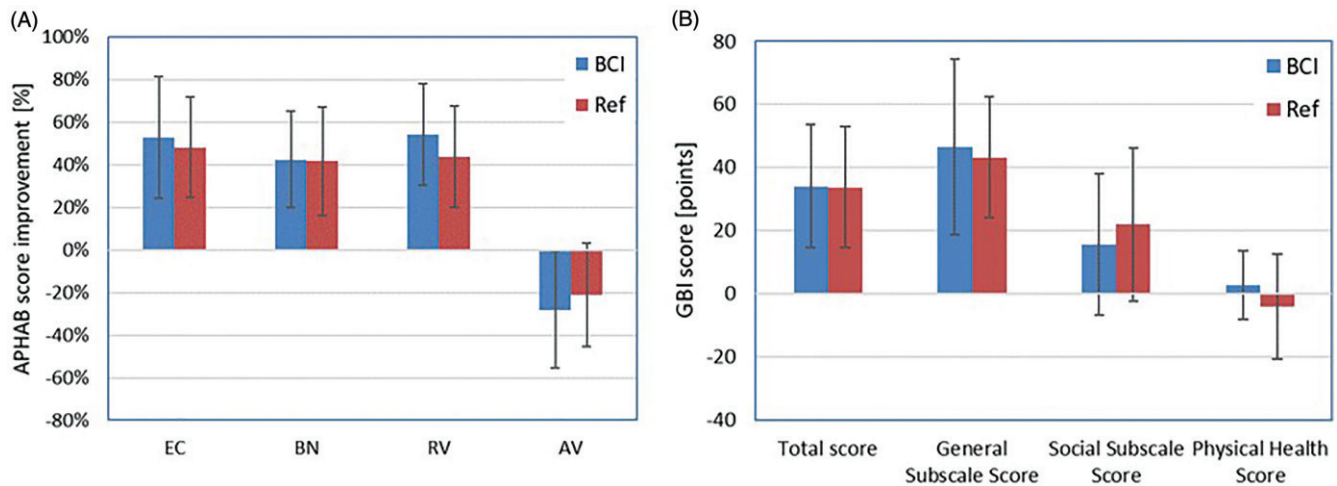 (A)
APHAB score improvement [%]
100%
80%
60%
40%
20%
0%
-20%
-40%
-60%
-80%
BCI
Ref
EC BN RV AV
(B)
GBI score [points]
80
60
40
20
0
-20
-40
BCI
Ref
Total score General Social Subscale Physical Health
Subscale Score Score Score